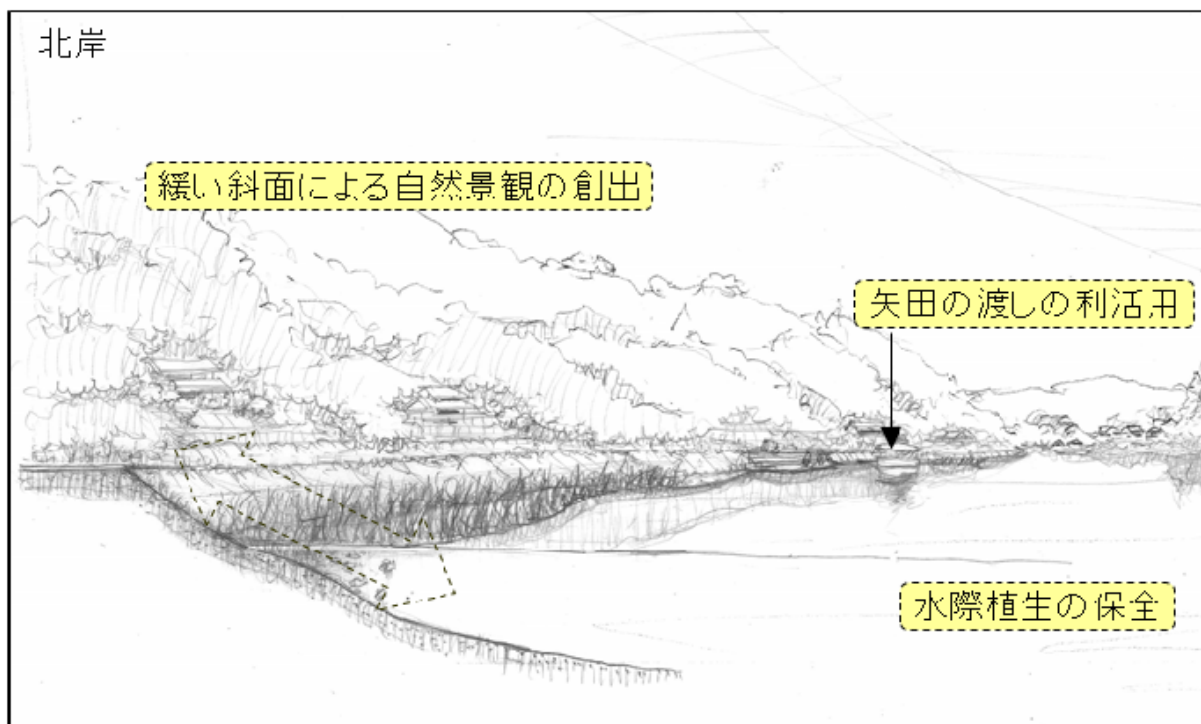 北岸
緩い斜面による自然景観の創出
矢田の渡しの利活用
水際植生の保全